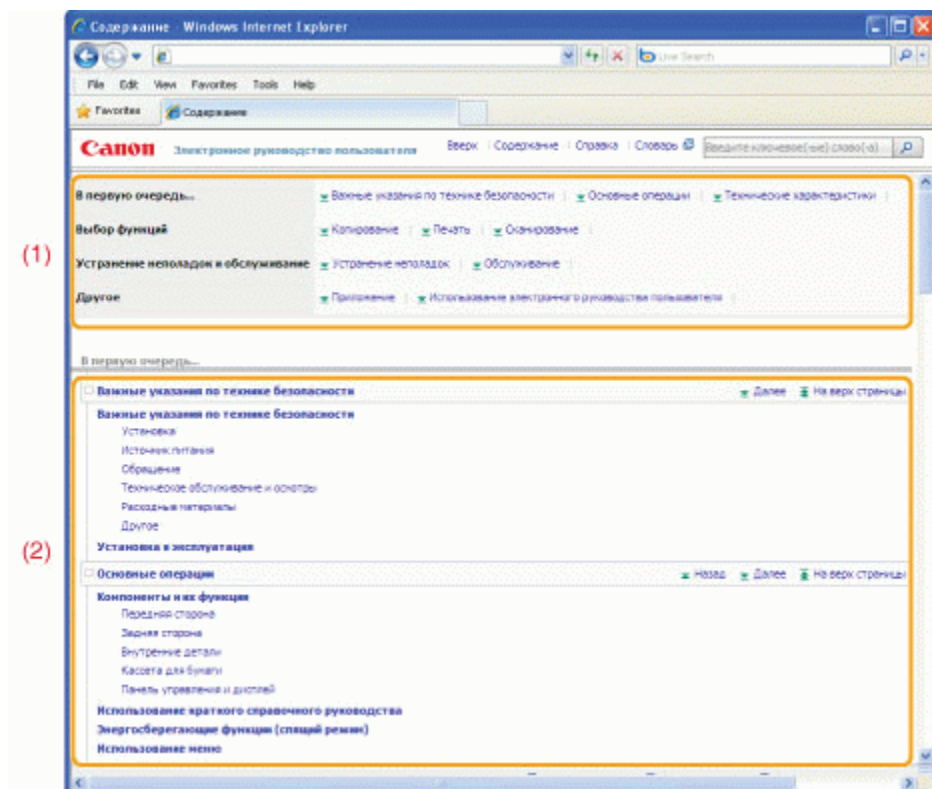 Содержание - Windows Internet Explorer
Live Search
File Edit View Favorites Tools Help
Favorites Содержание
Canon Электронное руководство пользователя Вверх Содержание Справка Словарь Введите ключевое(-ые) слово(-а)
(1)
В первую очередь... Важные указания по технике безопасности Основные операции Технические характеристики
Выбор функций Копирование Печать Сканирование
Устранение неполадок и обслуживание Устранение неполадок Обслуживание
Другое Приложение Использование электронного руководства пользователя
В первую очередь...
(2)
Важные указания по технике безопасности Далее На верх страницы
Важные указания по технике безопасности
Установка
Источник питания
Обращение
Техническое обслуживание и осмотры
Расходные материалы
Другое
Установка и эксплуатация
Основные операции Назад Далее На верх страницы
Компоненты и их функции
Передняя сторона
Задняя сторона
Внутренние детали
Кассета для бумаги
Панель управления и дисплей
Использование краткого справочного руководства
Энергосберегающие функции (спящий режим)
Использование меню